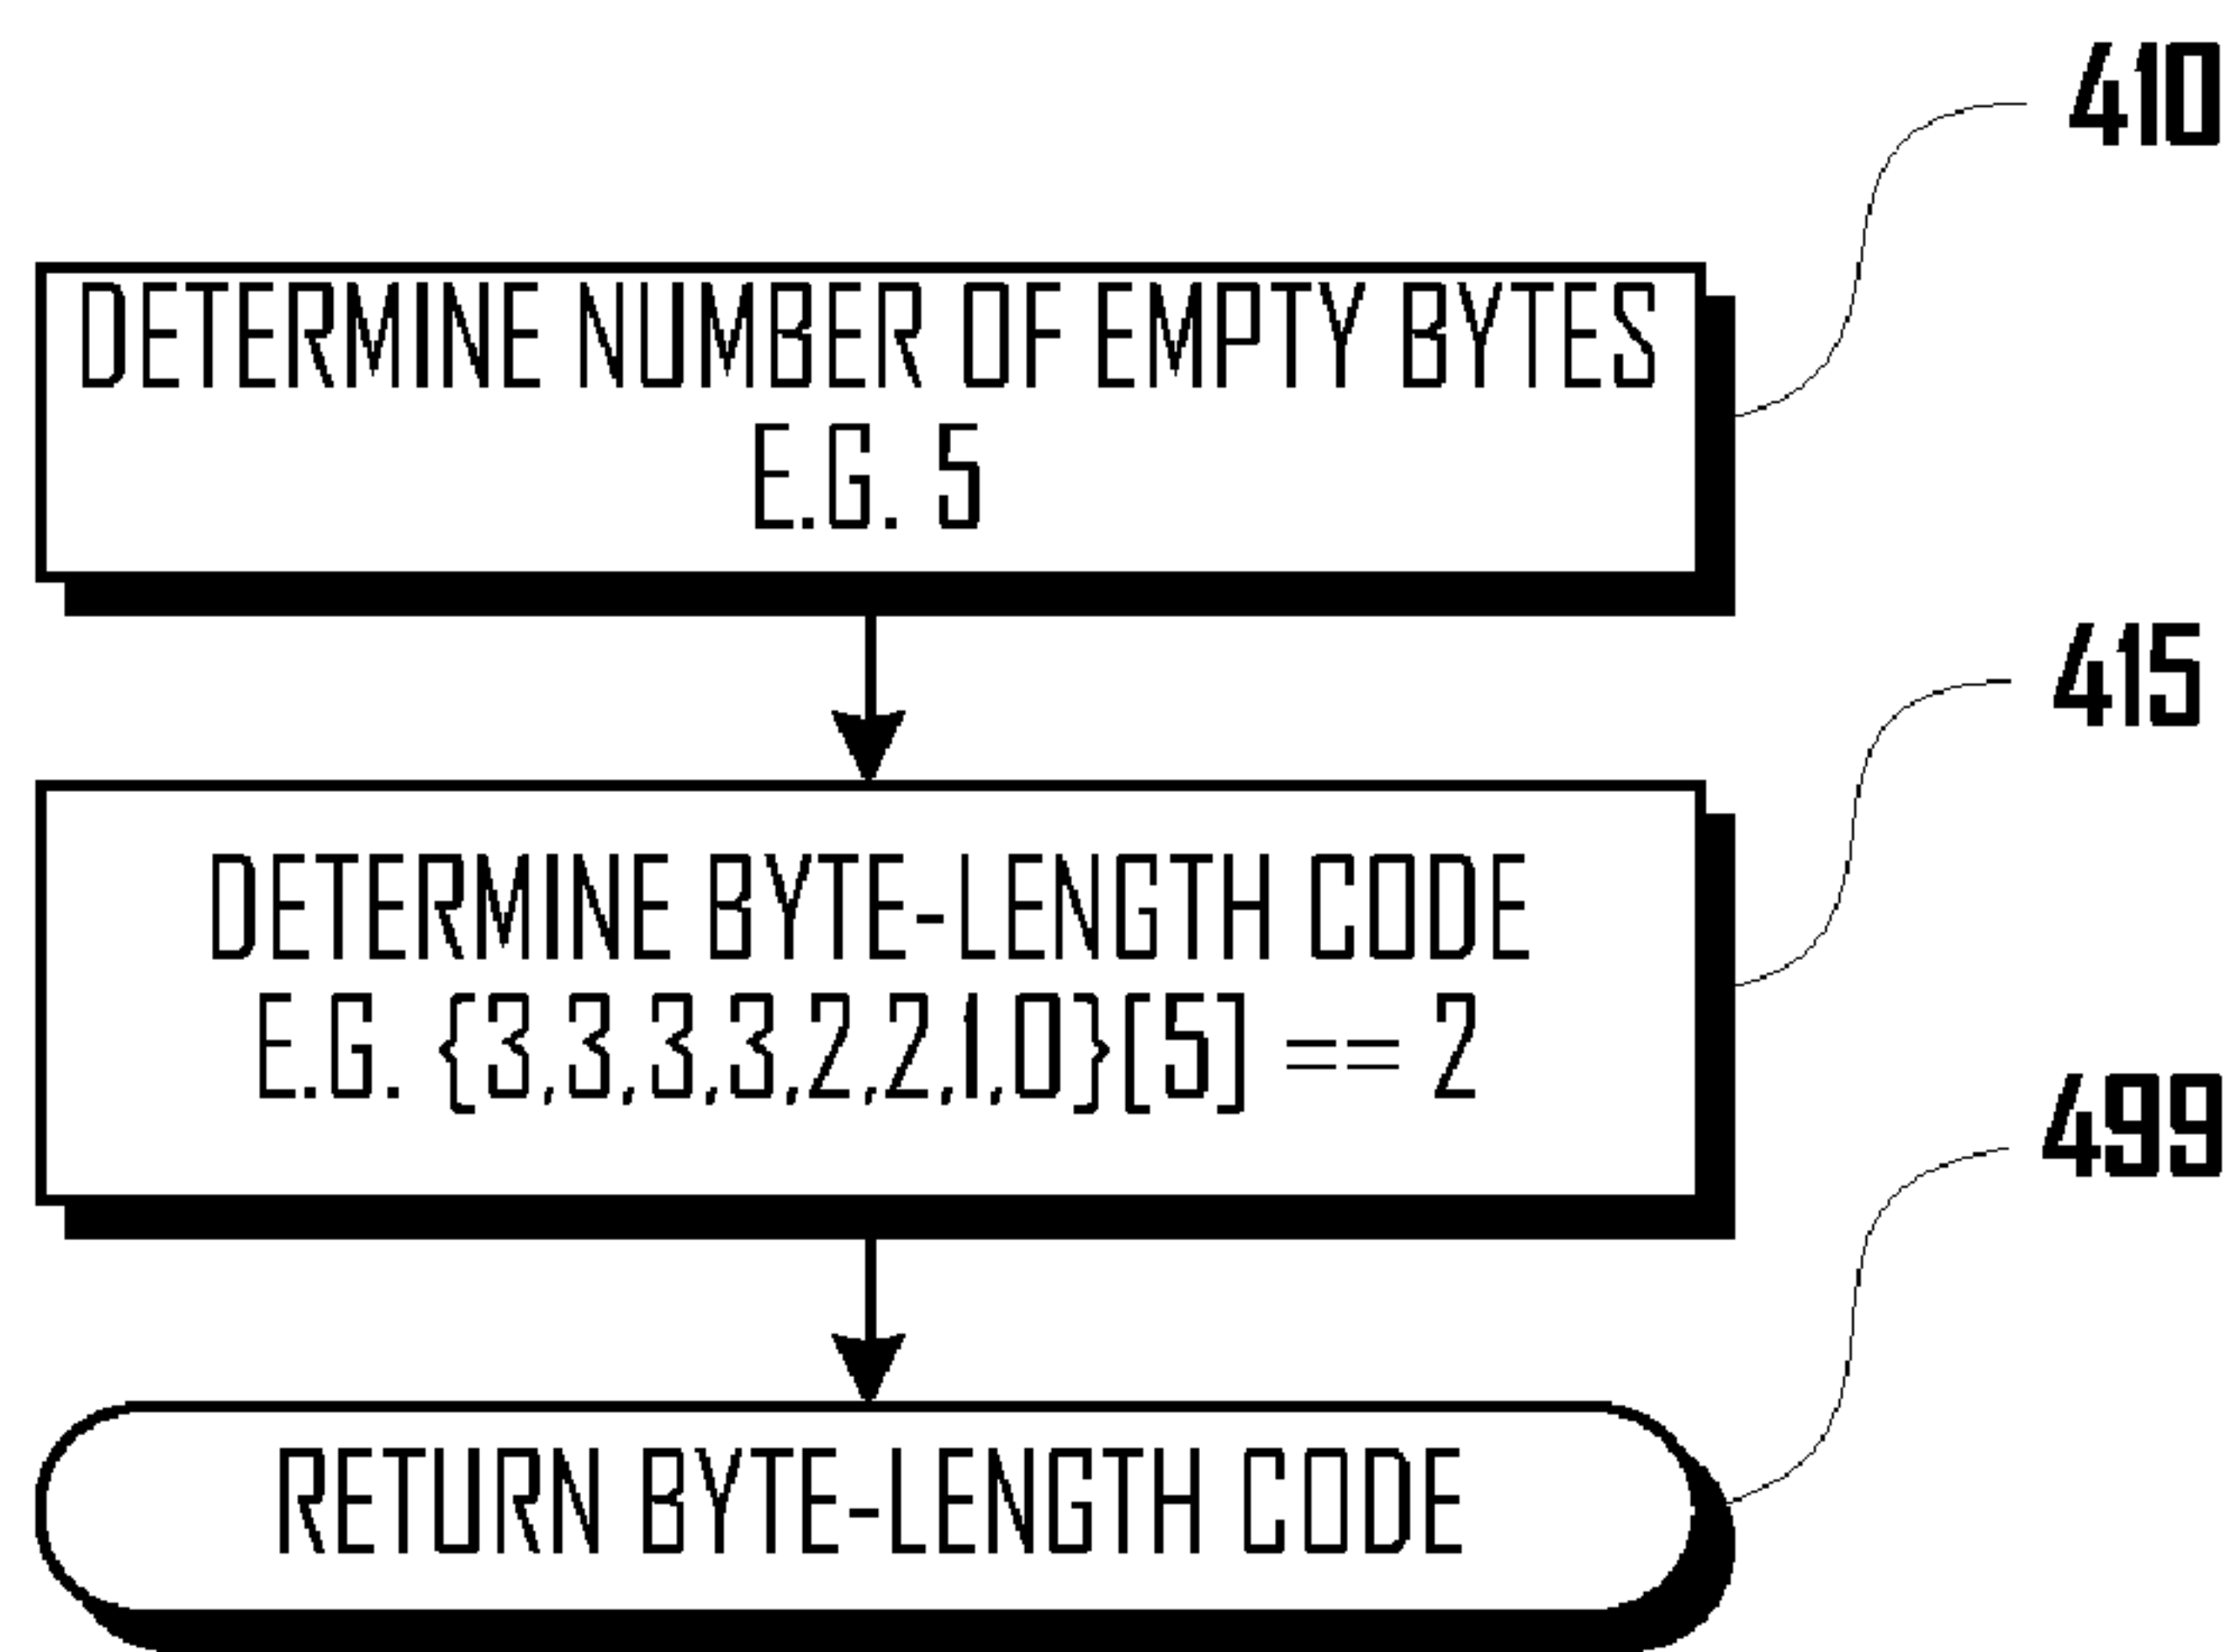 410
DETERMINE NUMBER OF EMPTY BYTES
E.G. 5
415
DETERMINE BYTE-LENGTH CODE
E.G. {3,3,3,3,2,2,1,0}[5] == 2
499
RETURN BYTE-LENGTH CODE